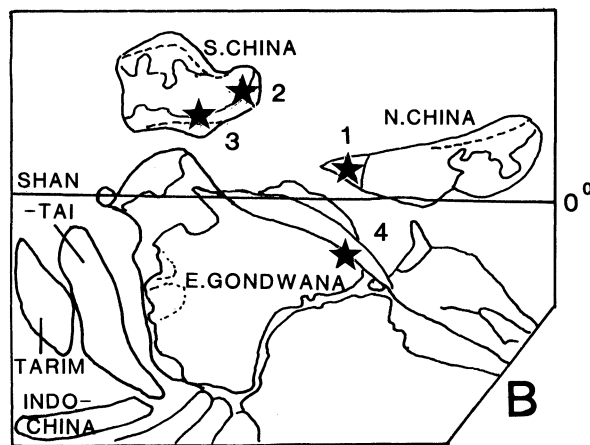 S.CHINA
2
3
1
N.CHINA
SHAN
-TAI
0°
4
E.GONDWANA
TARIM
INDO-
CHINA
B